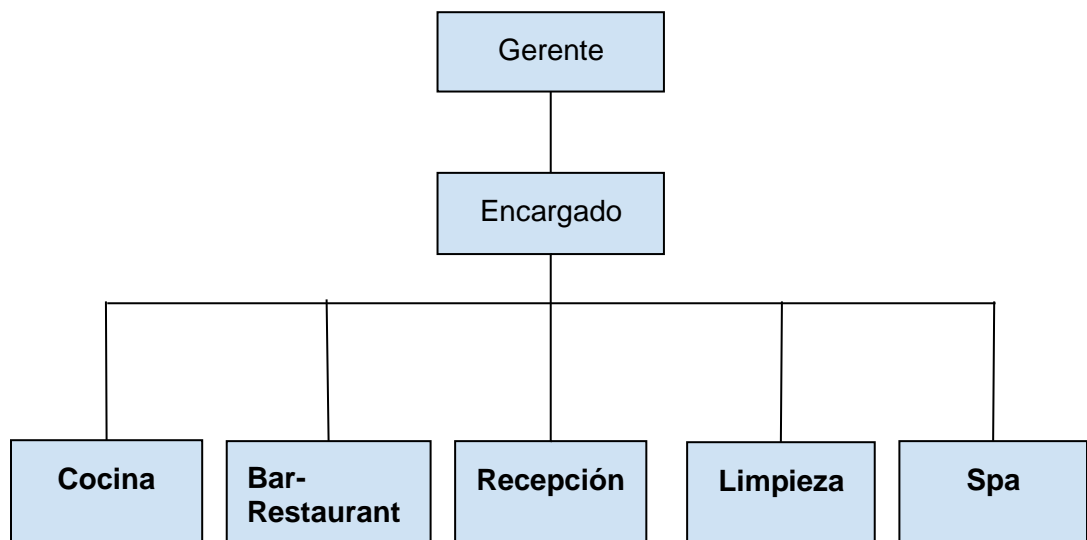 Gerente
Encargado
Cocina
Bar-
Restaurant
Recepción
Limpieza
Spa